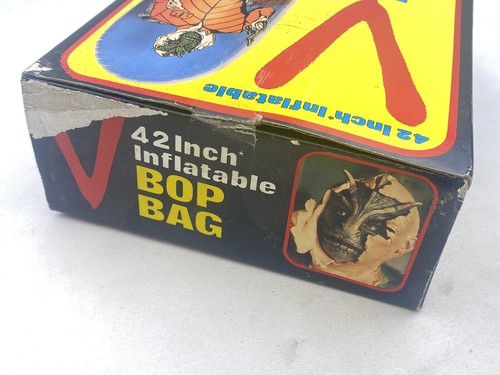 V
42 Inch Inflatable
V
42 Inch*
Inflatable
BOP
BAG